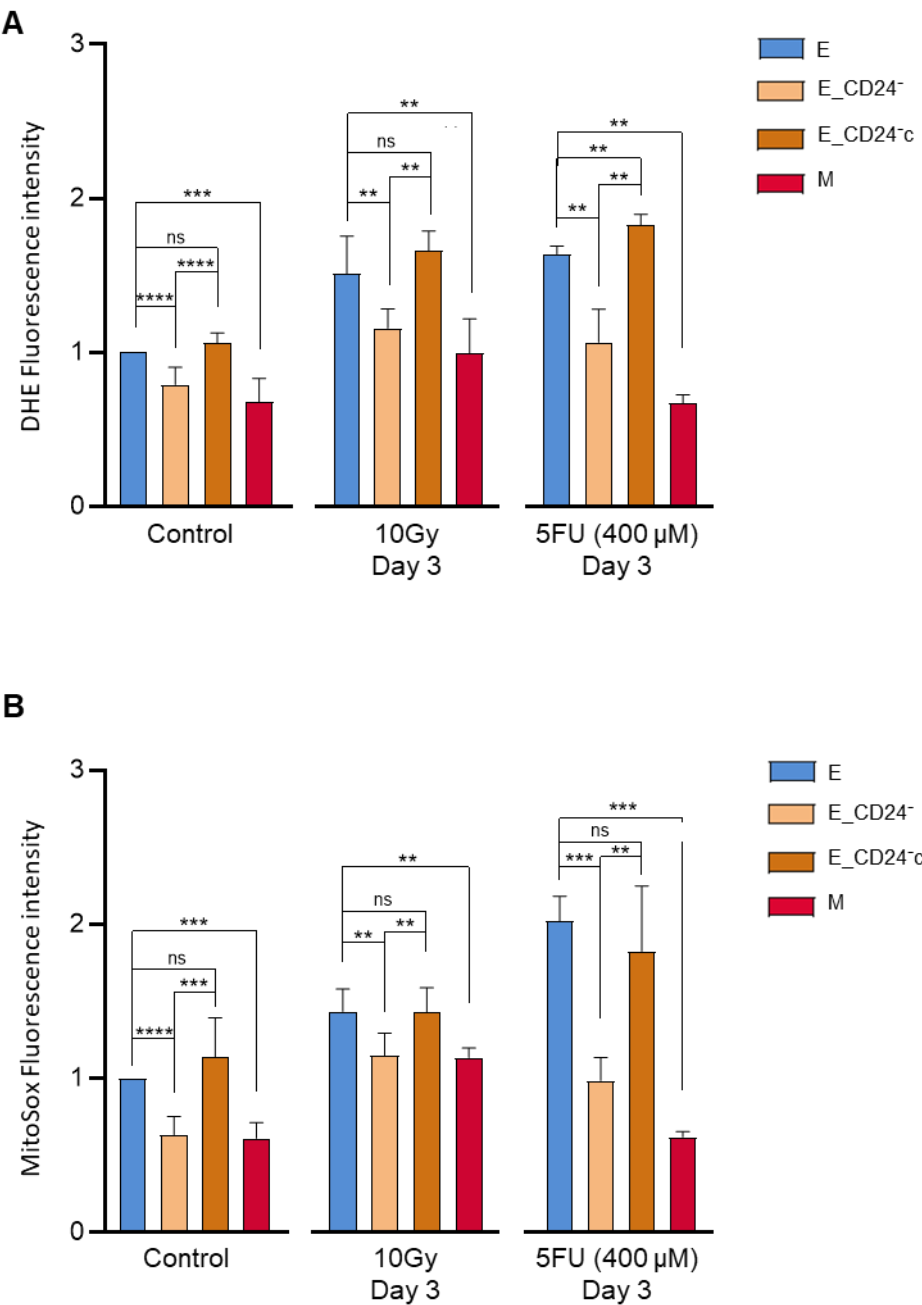 A
3
2
1
0
DHE Fluorescence intensity
E
E_CD24⁻
E_CD24⁻c
M
***
ns
****
****
**
ns
**
**
**
**
**
**
Control
10Gy
Day 3
5FU (400 µM)
Day 3
B
3
2
1
0
MitoSox Fluorescence intensity
E
E_CD24⁻
E_CD24⁻c
M
***
ns
***
****
**
ns
**
**
***
ns
**
***
Control
10Gy
Day 3
5FU (400 µM)
Day 3